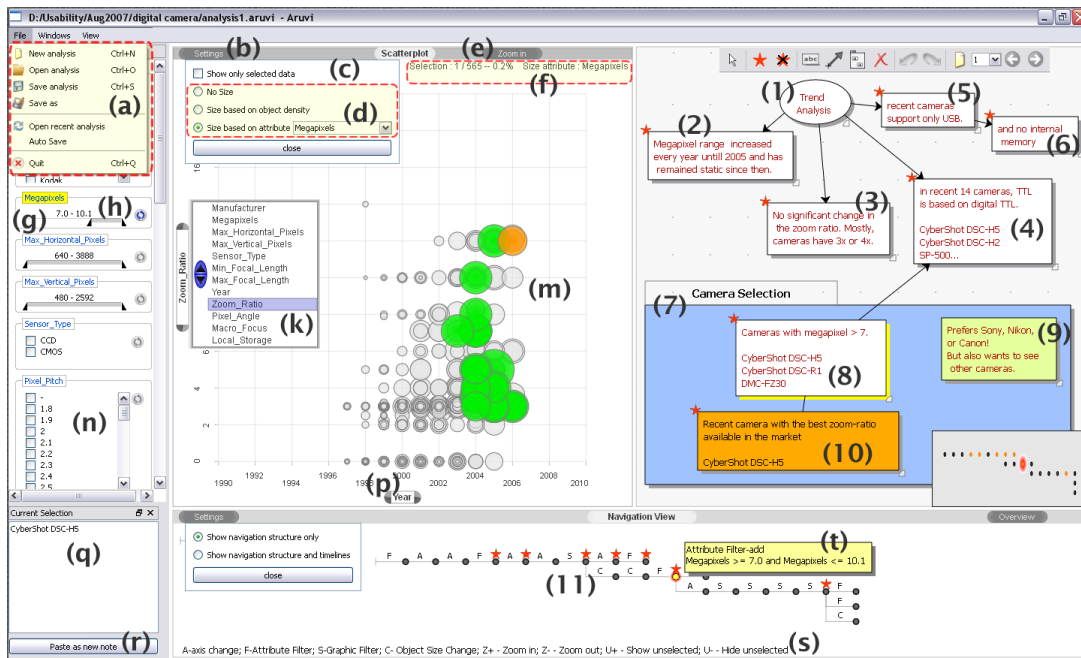 D:/Usability/Aug2007/digital camera/analysis1.aruvi - Aruvi
File Windows View
New analysis Ctrl+N
Open analysis Ctrl+O
Save analysis Ctrl+S
Save as
(a)
Open recent analysis
Auto Save
Quit Ctrl+Q
Kodak
Megapixels
7.0 - 10.1
(g)
(h)
Max_Horizontal_Pixels
640 - 3888
Max_Vertical_Pixels
480 - 2592
Sensor_Type
CCD
CMOS
Pixel_Pitch
-
1.8
1.9
2
2.1
2.2
2.3
2.4
2.5
(n)
Current Selection
CyberShot DSC-H5
(q)
Paste as new note
(r)
Settings
(b)
Scatterplot
(e)
Zoom in
Show only selected data
(c)
No Size
Size based on object density
(d)
Size based on attribute Megapixels
close
Selection : 1 / 565 -- 0.2% Size attribute : Megapixels
(f)
Zoom_Ratio
Manufacturer
Megapixels
Max_Horizontal_Pixels
Max_Vertical_Pixels
Sensor_Type
Min_Focal_Length
Max_Focal_Length
Year
Zoom_Ratio
Pixel_Angle
Macro_Focus
Local_Storage
(k)
(m)
16
6
4
2
0
1990 1992 1994 1996 1998 2000 2002 2004 2006 2008 2010
(p)
Year
abc
1
(1)
Trend
Analysis
(2)
Megapixel range increased
every year untill 2005 and has
remained static since then.
(3)
No significant change in
the zoom ratio. Mostly,
cameras have 3x or 4x.
(5)
recent cameras
support only USB.
and no internal
memory
(6)
in recent 14 cameras, TTL
is based on digital TTL.
CyberShot DSC-H5
CyberShot DSC-H2
SP-500...
(4)
Camera Selection
(7)
Cameras with megapixel > 7.
CyberShot DSC-H5
CyberShot DSC-R1
DMC-FZ30
(8)
Prefers Sony, Nikon,
or Canon!
But also wants to see
other cameras.
(9)
Recent camera with the best zoom-ratio
available in the market
CyberShot DSC-H5
(10)
Settings
Navigation View
Overview
Show navigation structure only
Show navigation structure and timelines
close
F A A F A A S A F
C C F
A S S S S F
F
C
(11)
(t)
Attribute Filter-add
Megapixels >= 7.0 and Megapixels <= 10.1
(s)
A-axis change; F-Attribute Filter; S-Graphic Filter; C- Object Size Change; Z+ - Zoom in; Z- - Zoom out; U+ - Show unselected; U- - Hide unselected